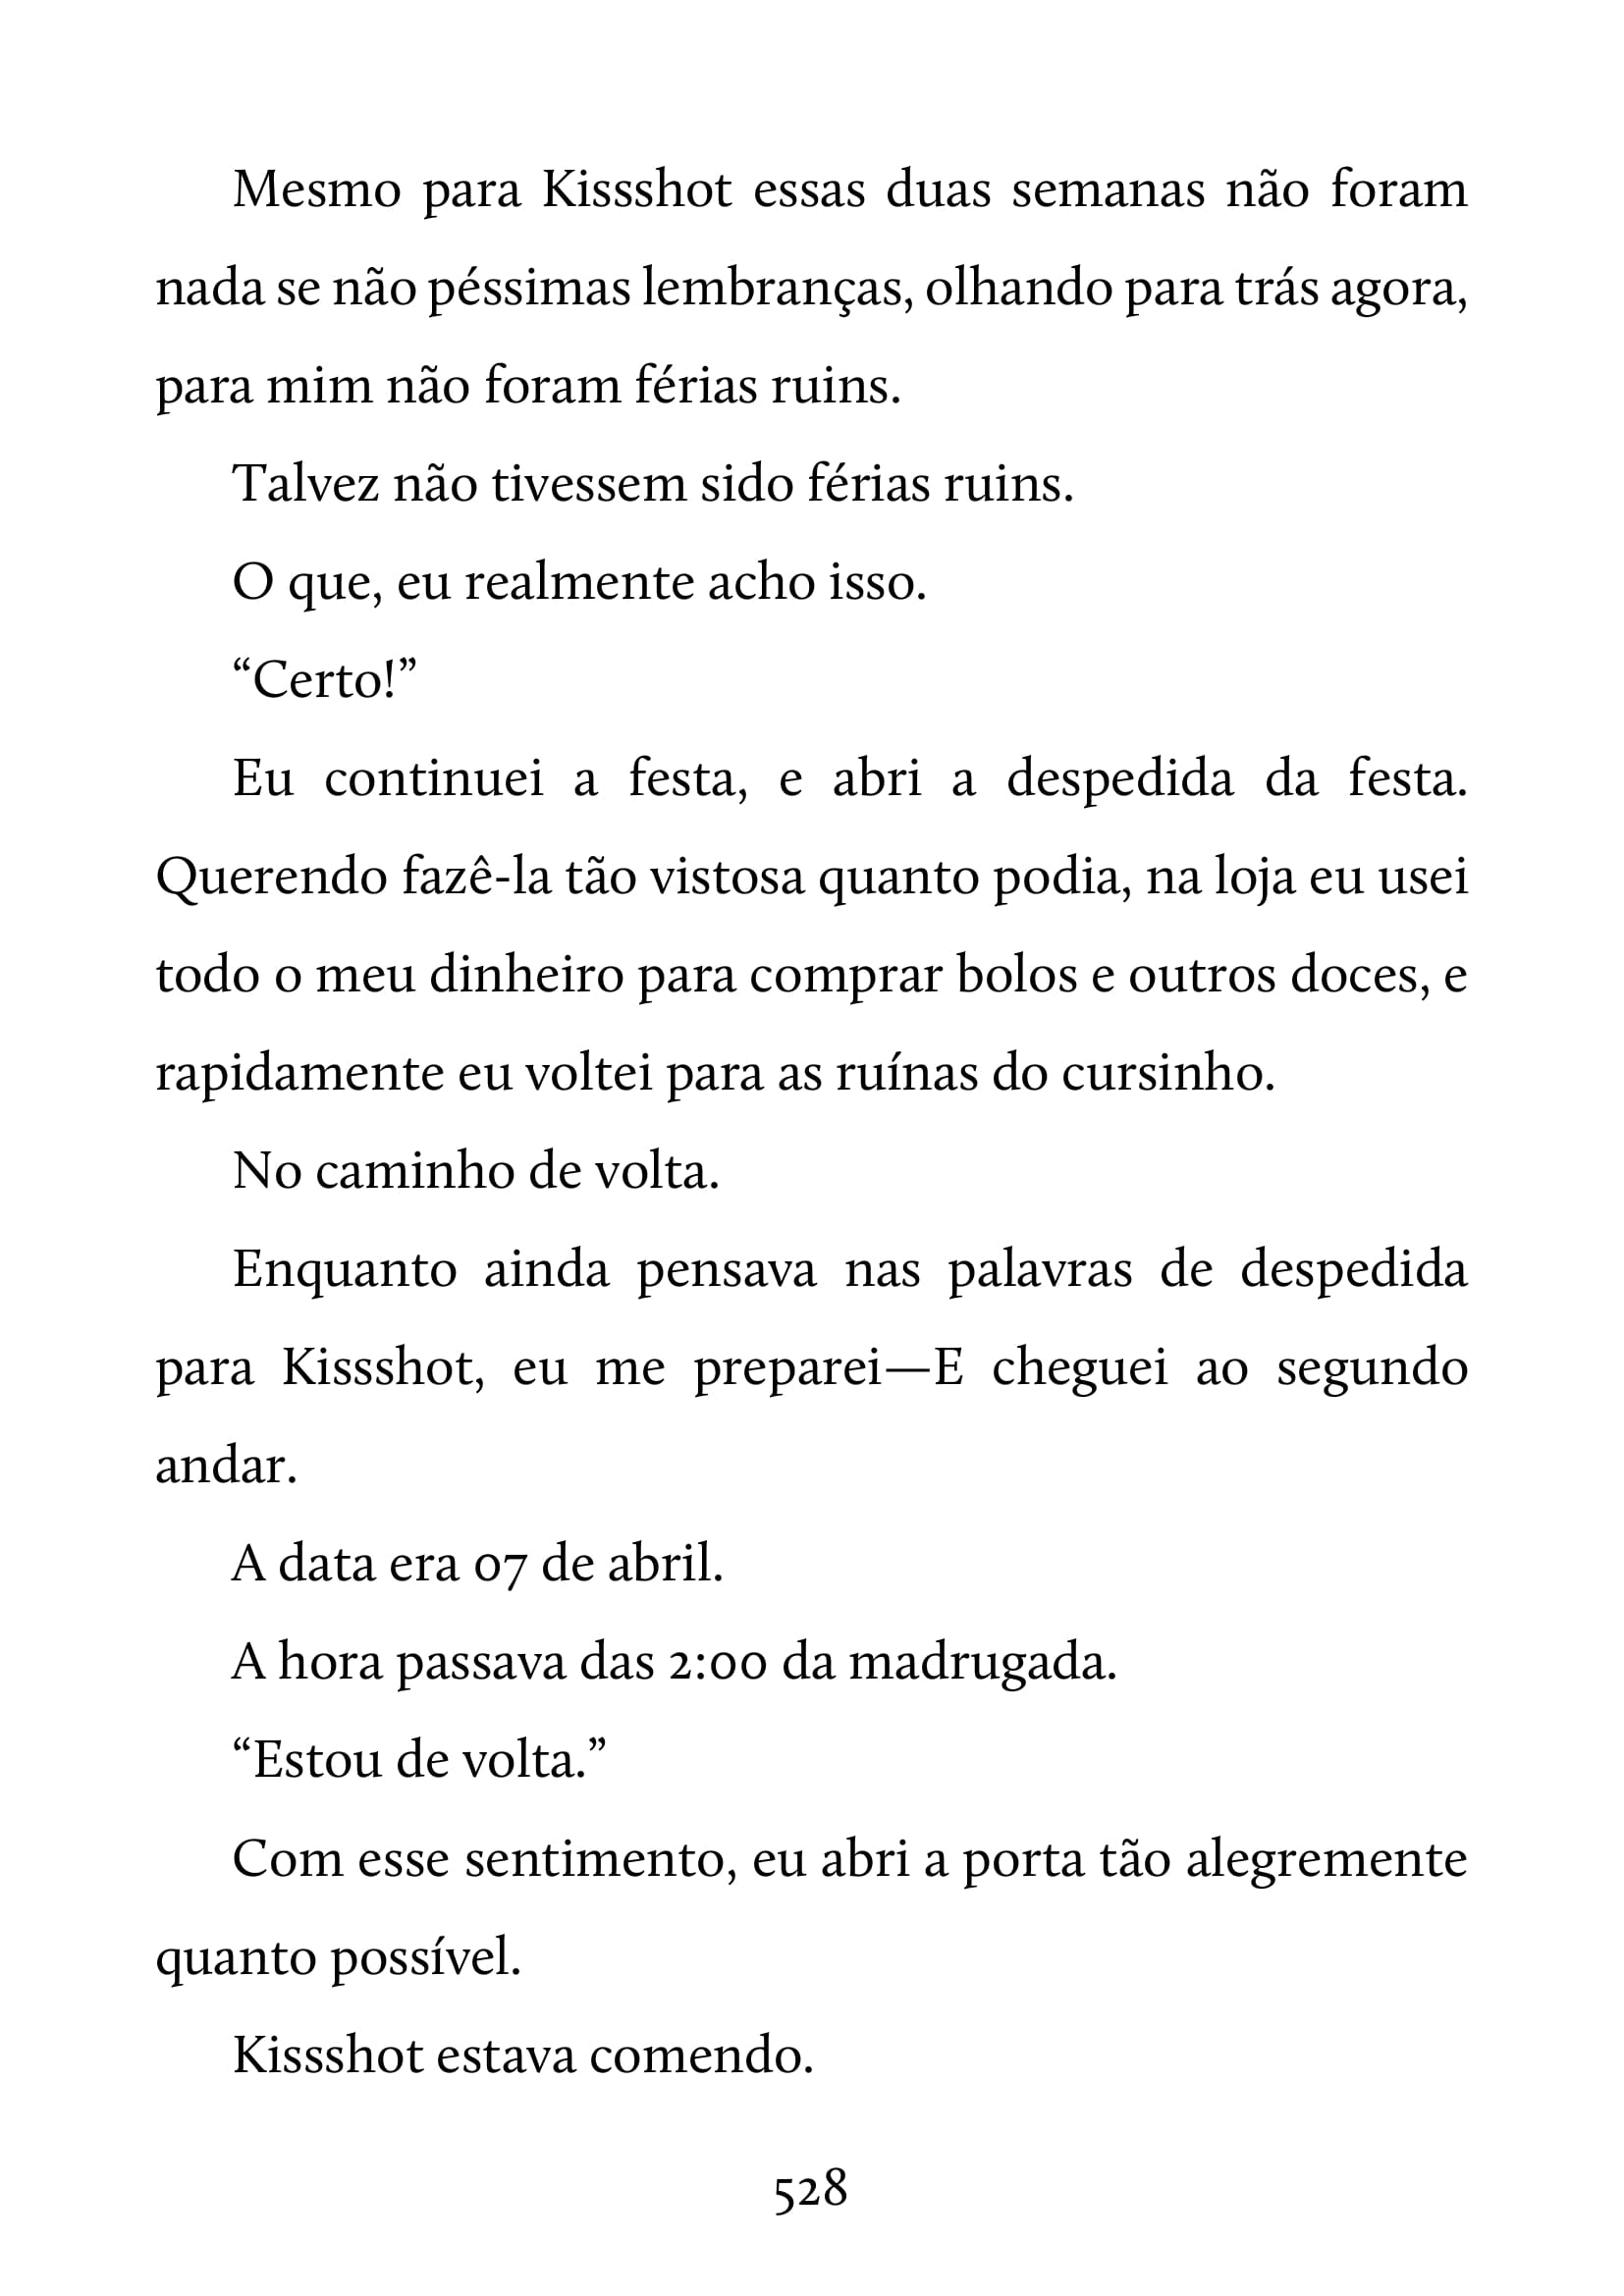 Mesmo para Kissshot essas duas semanas não foram
nada se não péssimas lembranças, olhando para trás agora,
para mim não foram férias ruins.
Talvez não tivessem sido férias ruins.
O que, eu realmente acho isso.
“Certo!”
Eu continuei a festa, e abri a despedida da festa.
Querendo fazê-la tão vistosa quanto podia, na loja eu usei
todo o meu dinheiro para comprar bolos e outros doces, e
rapidamente eu voltei para as ruínas do cursinho.
No caminho de volta.
Enquanto ainda pensava nas palavras de despedida
para Kissshot, eu me preparei—E cheguei ao segundo
andar.
A data era 07 de abril.
A hora passava das 2:00 da madrugada.
“Estou de volta.”
Com esse sentimento, eu abri a porta tão alegremente
quanto possível.
Kissshot estava comendo.
528